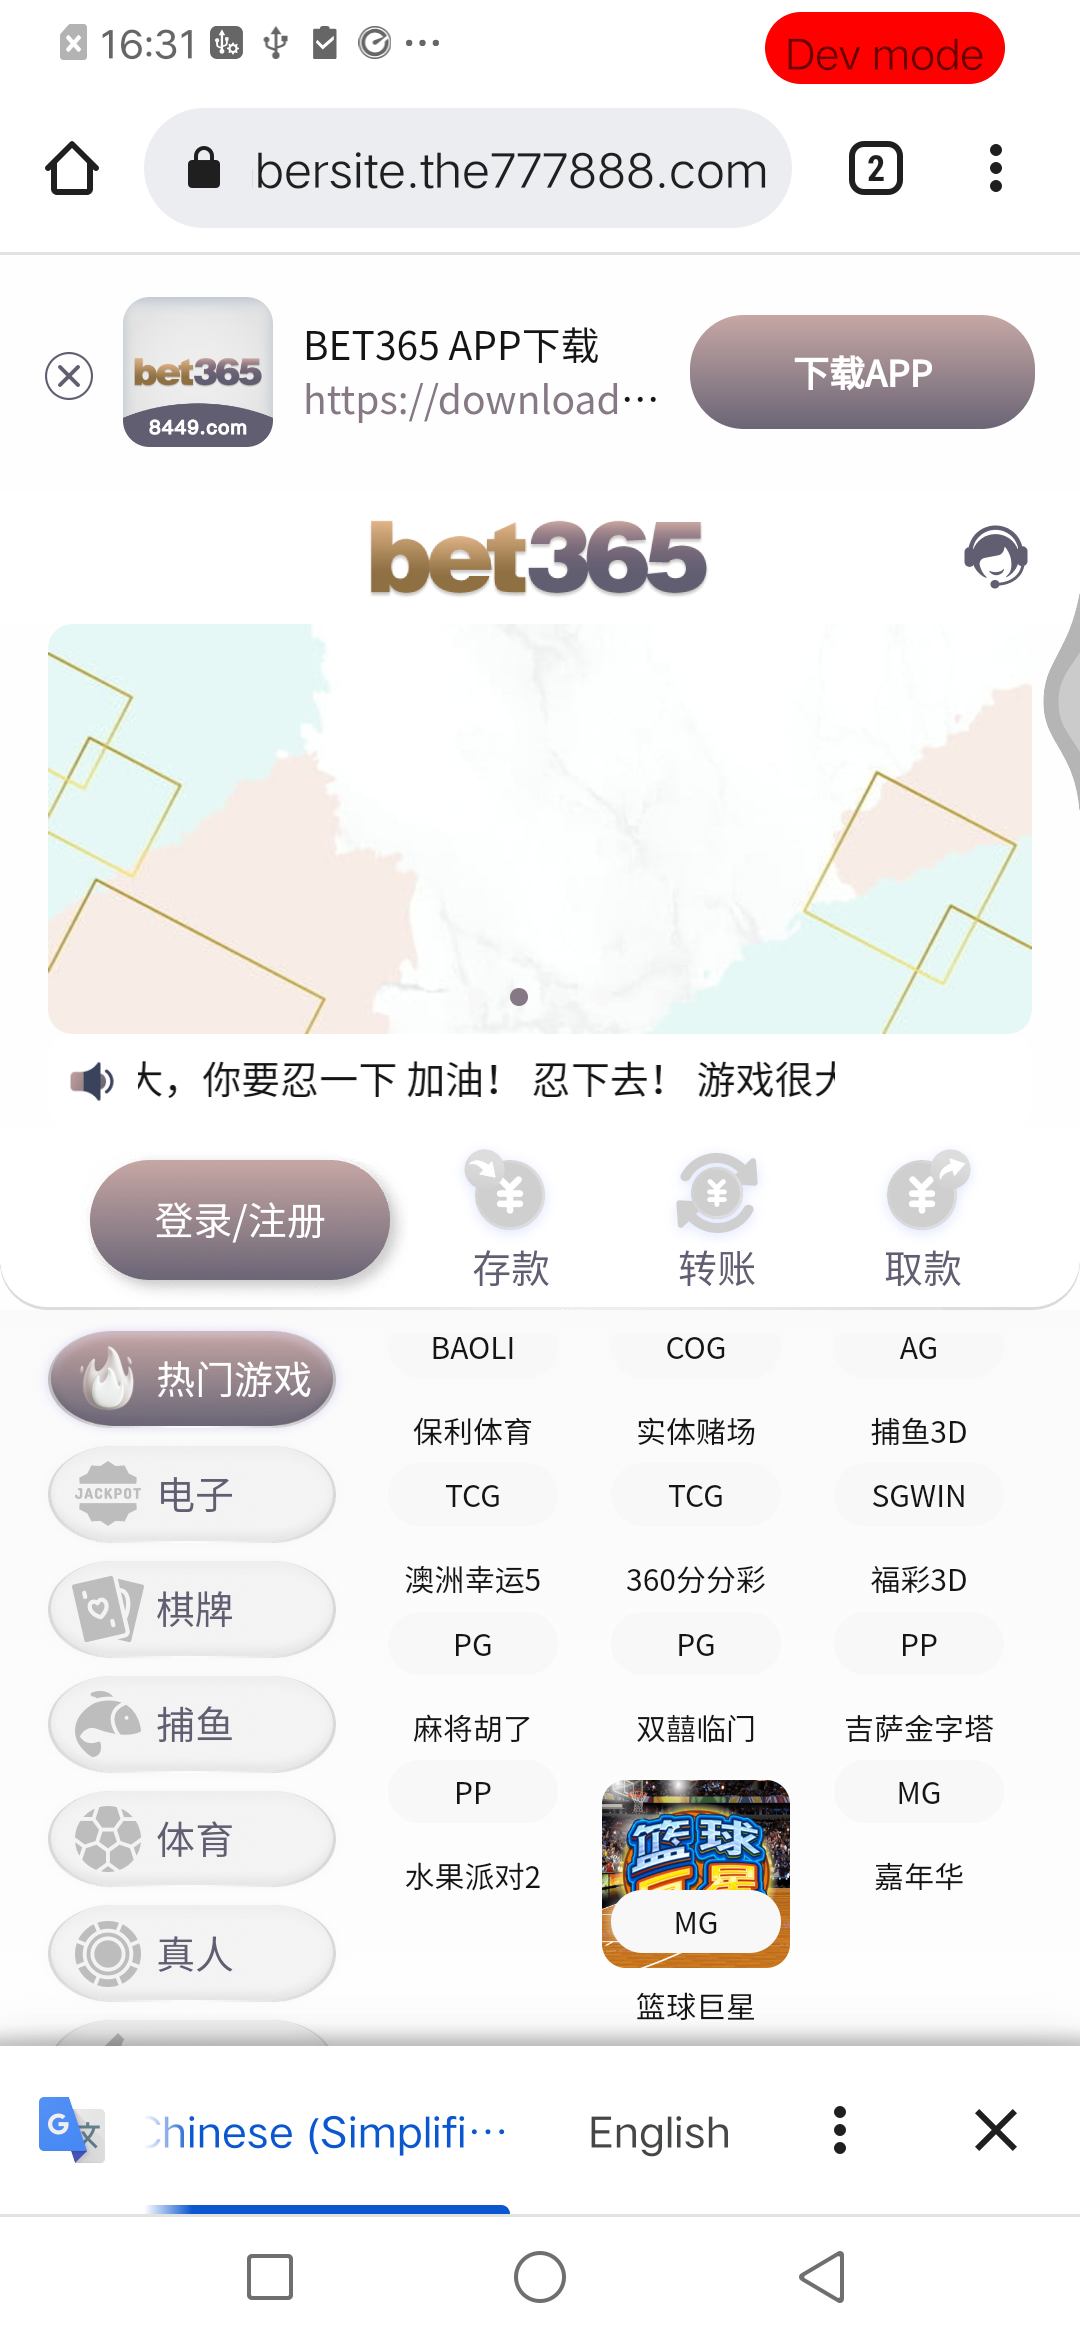 16:31
Dev mode
bersite.the777888.com
2
bet365
8449.com
BET365 APP下载
https://download…
下载APP
bet365
大，你要忍一下 加油！ 忍下去！ 游戏很大
登录/注册
存款
转账
取款
热门游戏
JACKPOT 电子
棋牌
捕鱼
体育
真人
BAOLI
COG
AG
保利体育
实体赌场
捕鱼3D
TCG
TCG
SGWIN
澳洲幸运5
360分分彩
福彩3D
PG
PG
PP
麻将胡了
双囍临门
吉萨金字塔
PP
篮球
巨星
MG
MG
水果派对2
嘉年华
篮球巨星
G 文
Chinese (Simplifi…
English